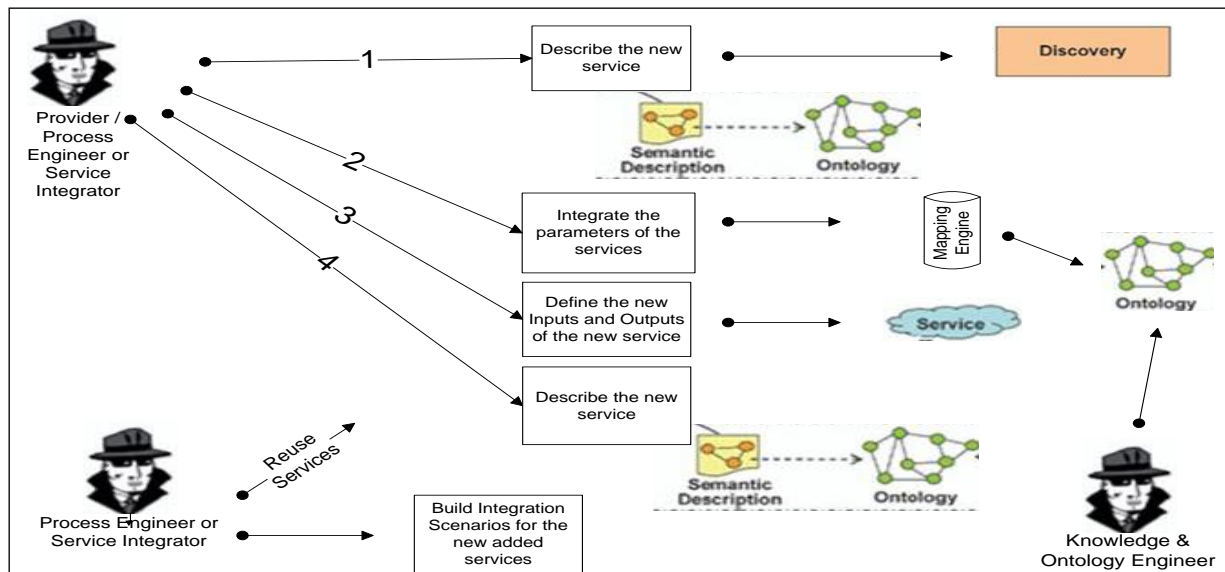 Provider /
Process
Engineer or
Service
Integrator
1
Describe the new
service
Discovery
Semantic
Description
Ontology
2
Integrate the
parameters of the
services
Mapping
Engine
Ontology
3
Define the new
Inputs and Outputs
of the new service
Service
4
Describe the new
service
Semantic
Description
Ontology
Reuse
Services
Process Engineer or
Service Integrator
Build Integration
Scenarios for the
new added
services
Knowledge &
Ontology Engineer